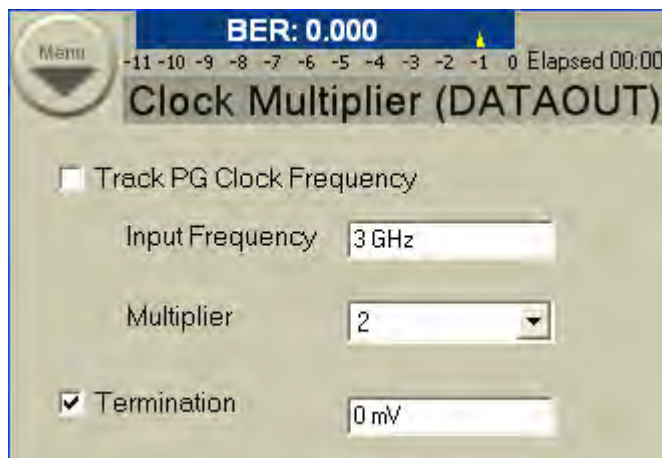 Menu
BER: 0.000
-11 -10 -9 -8 -7 -6 -5 -4 -3 -2 -1 0 Elapsed 00:00
Clock Multiplier (DATAOUT)
Track PG Clock Frequency
Input Frequency 3 GHz
Multiplier 2
Termination 0 mV